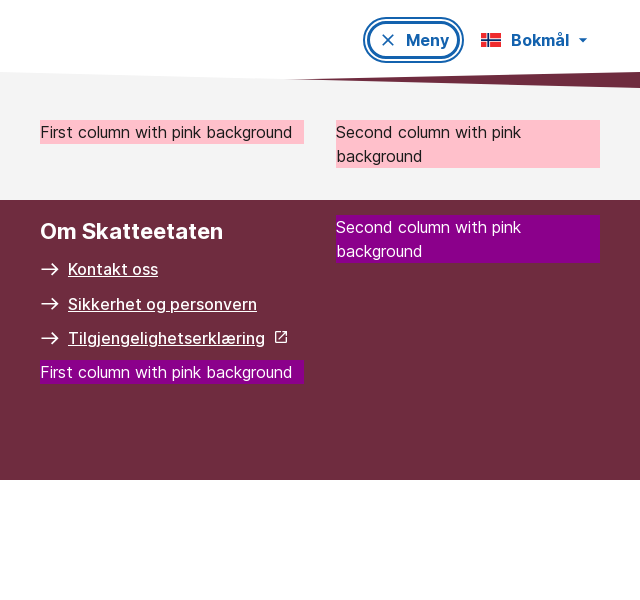 Meny
Bokmål
First column with pink background
Second column with pink
background
Om Skatteetaten
Kontakt oss
Sikkerhet og personvern
Tilgjengelighetserklæring
First column with pink background
Second column with pink
background